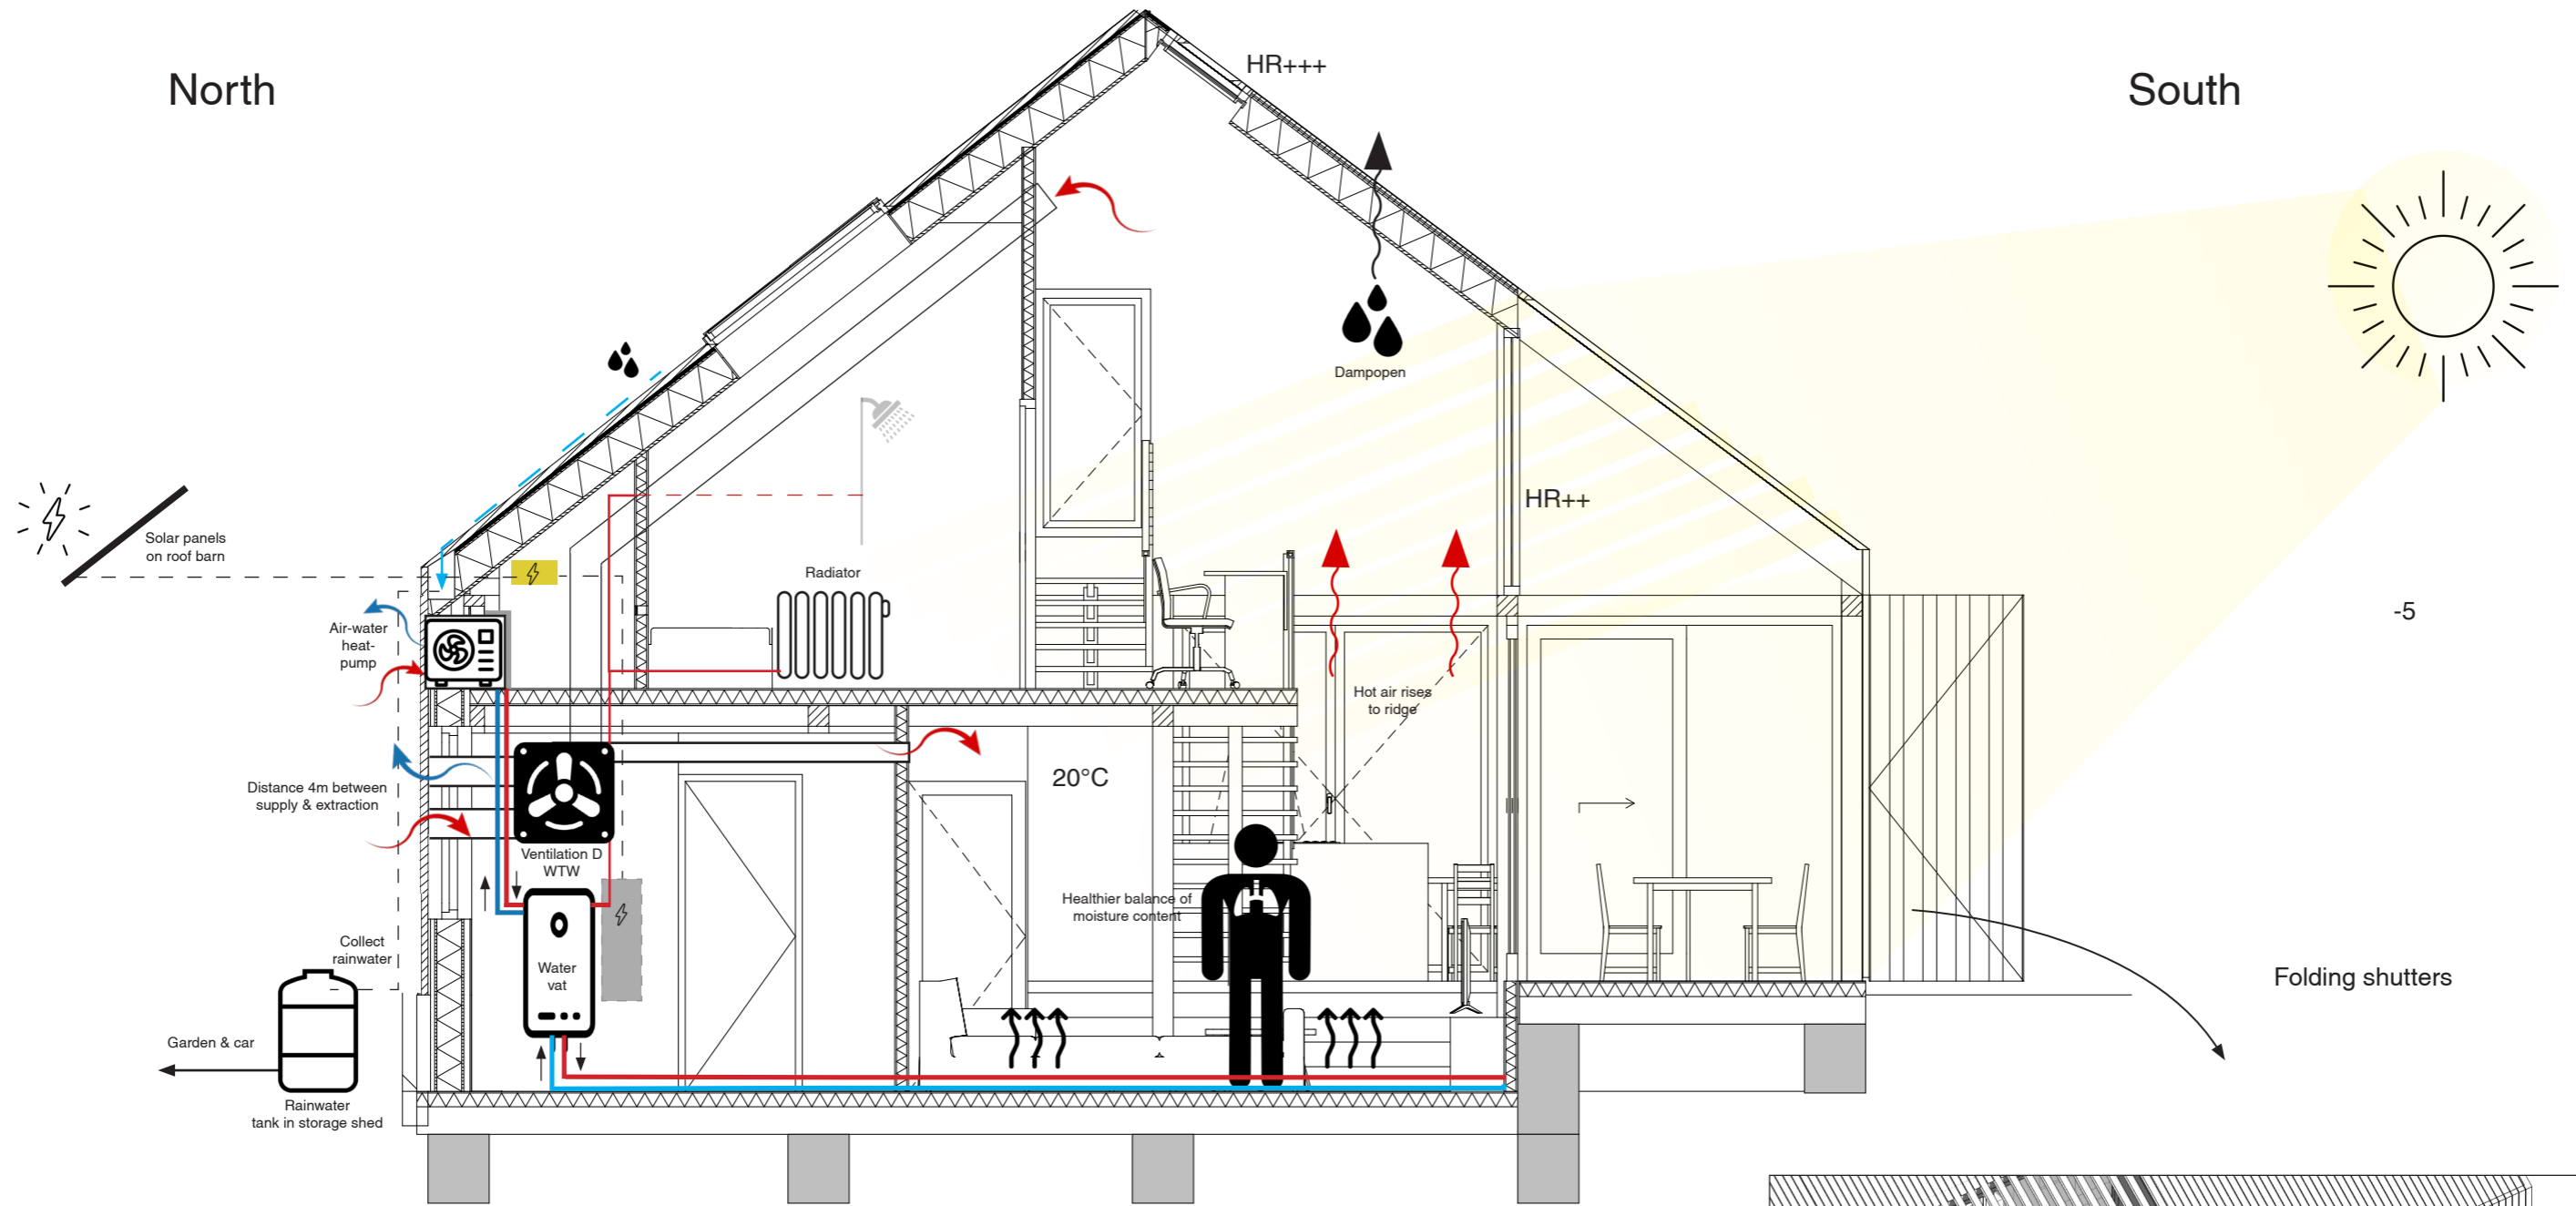 North
HR+++
South
Dampopen
HR++
Solar panels
on roof barn
Radiator
Air-water
heat-
pump
-5
Hot air rises
to ridge
20°C
Distance 4m between
supply & extraction
Ventilation D
WTW
Healthier balance of
moisture content
Collect
rainwater
Water
vat
Folding shutters
Garden & car
Rainwater
tank in storage shed